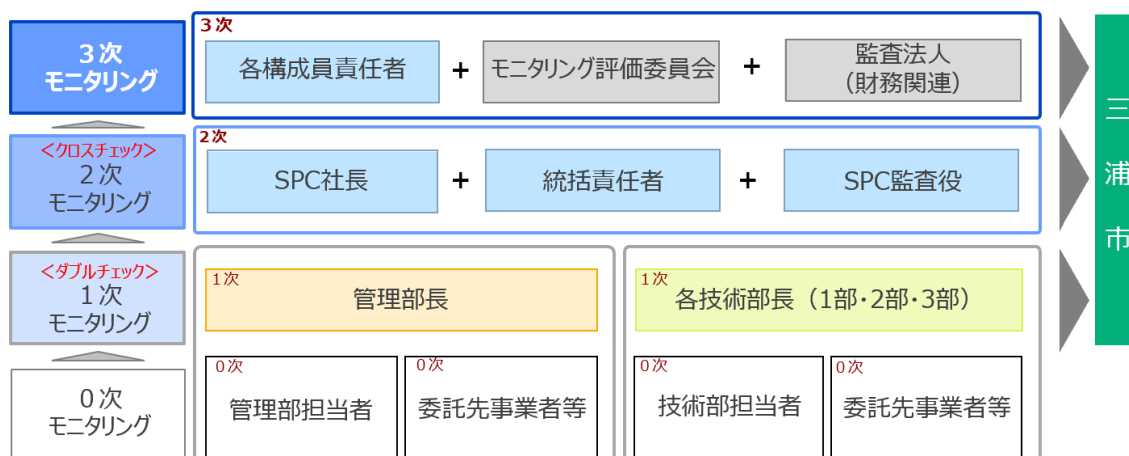 3次
モニタリング
3次
各構成員責任者
+
モニタリング評価委員会
+
監査法人
(財務関連)
<クロスチェック>
2次
モニタリング
2次
SPC社長
+
統括責任者
+
SPC監査役
<ダブルチェック>
1次
モニタリング
1次
管理部長
1次
各技術部長(1部・2部・3部)
0次
モニタリング
0次
管理部担当者
0次
委託先事業者等
0次
技術部担当者
0次
委託先事業者等
三浦市